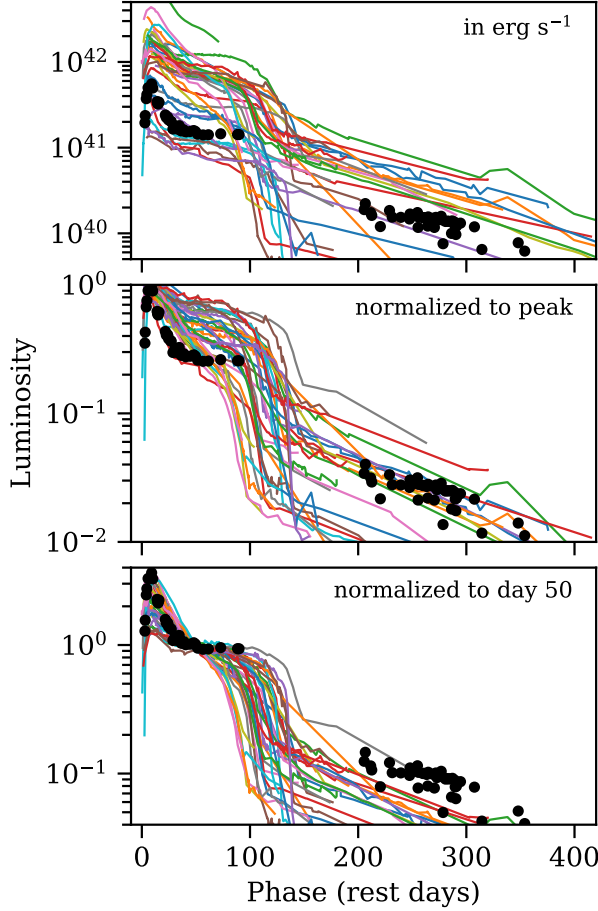 in erg s⁻¹
10⁴²
10⁴¹
10⁴⁰
normalized to peak
10⁰
10⁻¹
10⁻²
Luminosity
normalized to day 50
10⁰
10⁻¹
0 100 200 300 400
Phase (rest days)